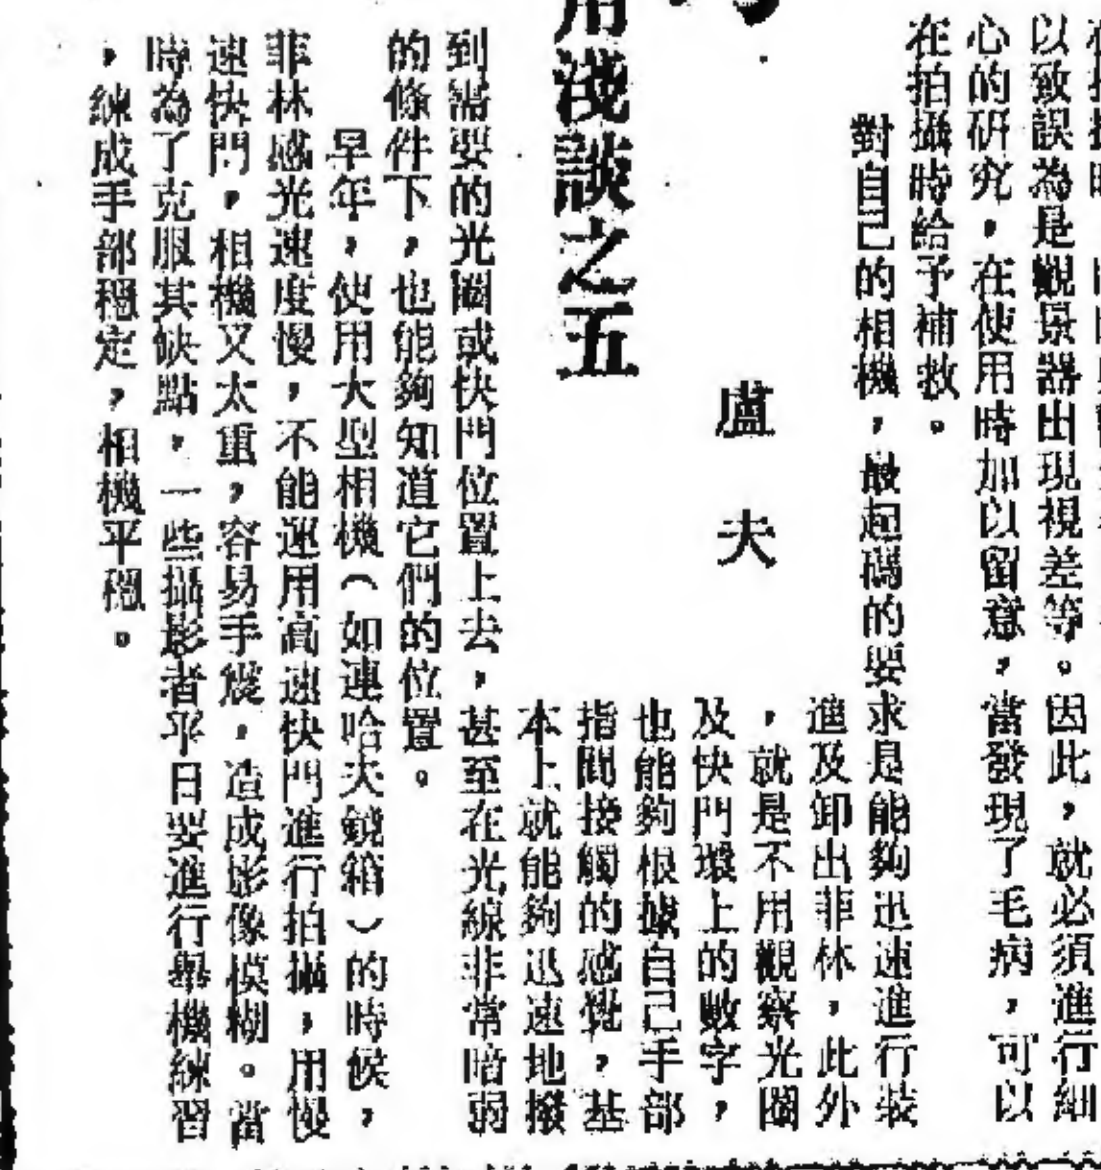 以致誤為是觀景器出現視差等。因此，就必須進行細
心的研究，在使用時加以留意，當發現了毛病，可以
在拍攝時給予補救。
對自己的相機，最起碼的要求是能夠迅速進行裝
進及卸出菲林，此外
，就是不用觀察光圈
及快門環上的數字，
也能夠根據自己手部
指間接觸的感覺，基
本上就能夠迅速地撥
用淺談之五
盧夫
到需要的光圈或快門位置上去，甚至在光線非常暗弱
的條件下，也能夠知道它們的位置。
早年，使用大型相機（如連哈夫鏡箱）的時候，
菲林感光速度慢，不能運用高速快門進行拍攝，用慢
速快門，相機又太重，容易手震，造成影像模糊。當
時為了克服其缺點，一些攝影者平日要進行舉機練習
，練成手部穩定，相機平穩。